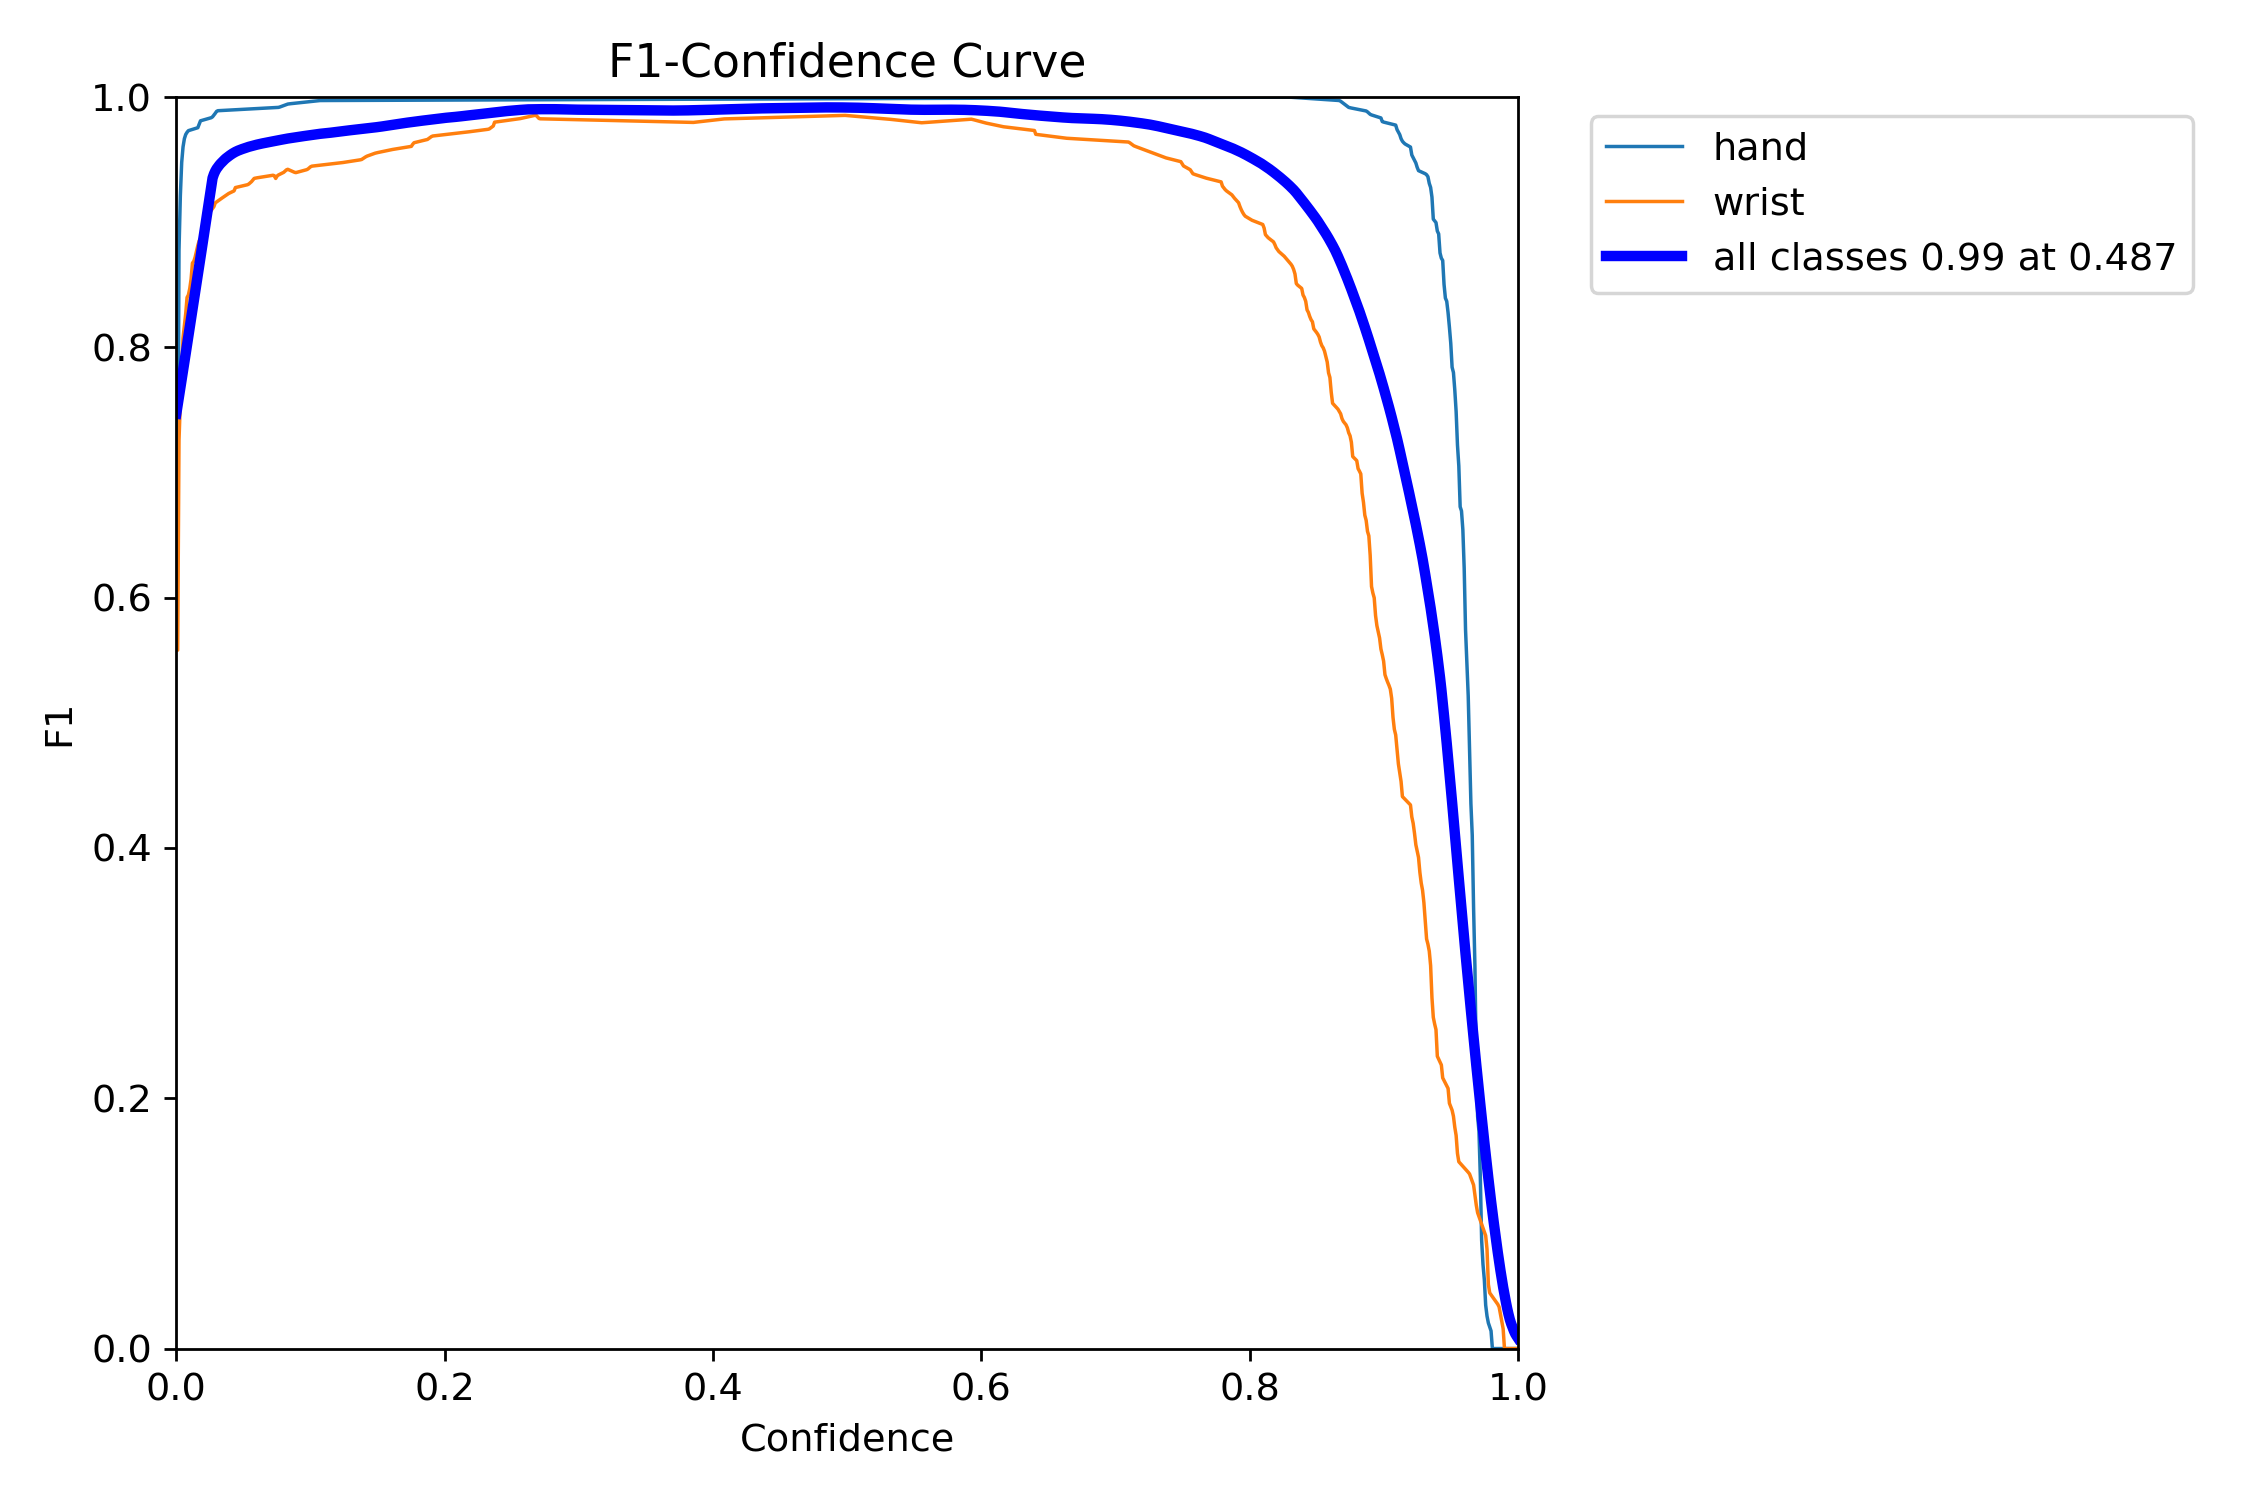 F1-Confidence Curve
1.0
0.8
0.6
0.4
0.2
0.0
F1
0.0 0.2 0.4 0.6 0.8 1.0
Confidence
hand
wrist
all classes 0.99 at 0.487